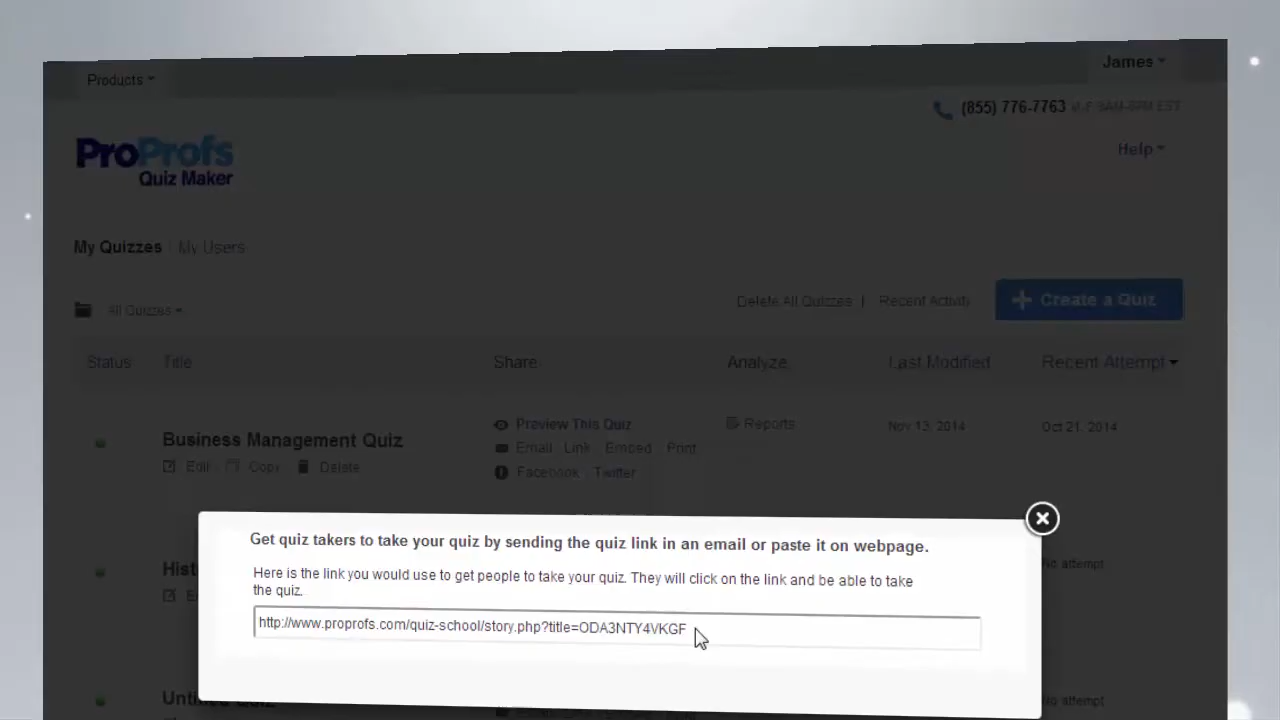 Products
James
(855) 776-7763 M-F 9AM-8PM EST
ProProfs
Quiz Maker
Help
My Quizzes My Users
All Quizzes
Delete All Quizzes | Recent Activity
+ Create a Quiz
Status Title Share Analyze Last Modified Recent Attempt
Business Management Quiz
Edit Copy Delete
Preview This Quiz
Email Link Embed Print
Facebook Twitter
Reports
Nov 13, 2014
Oct 21, 2014
Get quiz takers to take your quiz by sending the quiz link in an email or paste it on webpage.
Here is the link you would use to get people to take your quiz. They will click on the link and be able to take
the quiz.
http://www.proprofs.com/quiz-school/story.php?title=ODA3NTY4VKGF
No attempt
Untitled Quiz
No attempt